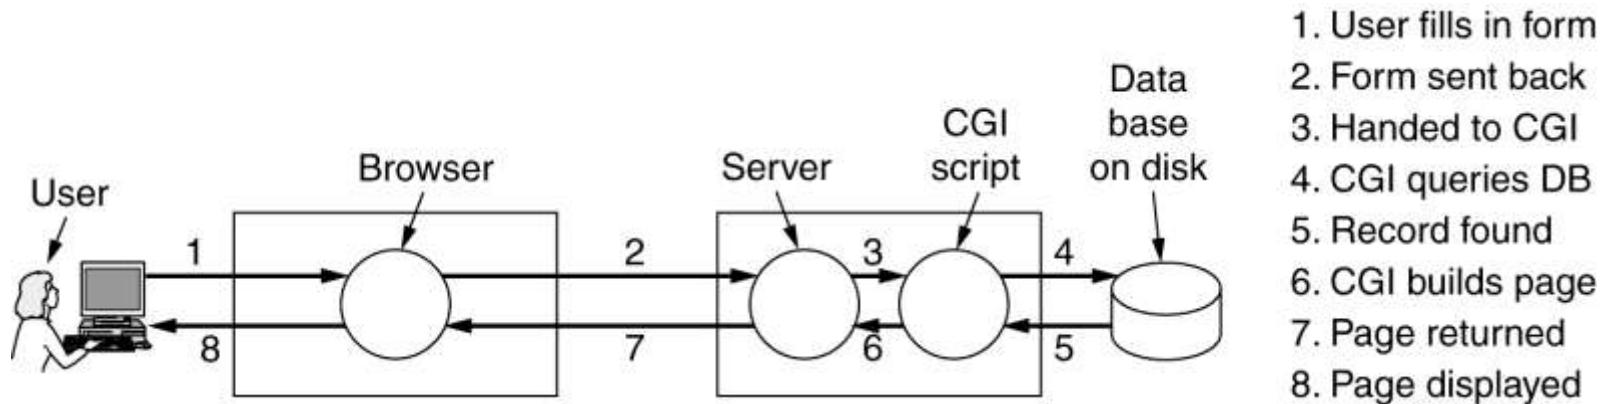 User
Browser
Server
CGI
script
Data
base
on disk
1
2
3
4
8
7
6
5
1. User fills in form
2. Form sent back
3. Handed to CGI
4. CGI queries DB
5. Record found
6. CGI builds page
7. Page returned
8. Page displayed